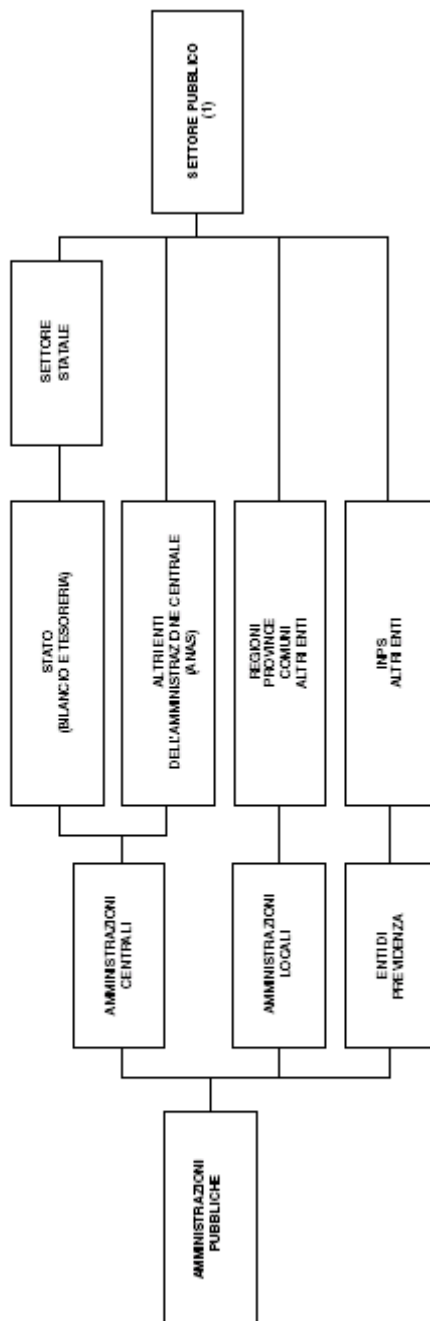 AMMINISTRAZIONI
PUBBLICHE
AMMINISTRAZIONI
CENTRALI
AMMINISTRAZIONI
LOCALI
ENTI DI
PREVIDENZA
STATO
(BILANCIO E TESORERIA)
ALTRI ENTI
DELL'AMMINISTRAZIONE CENTRALE
(ANAS)
REGIONI
PROVINCE
COMUNI
ALTRI ENTI
INPS
ALTRI ENTI
SETTORE
STATALE
SETTORE PUBBLICO
(1)